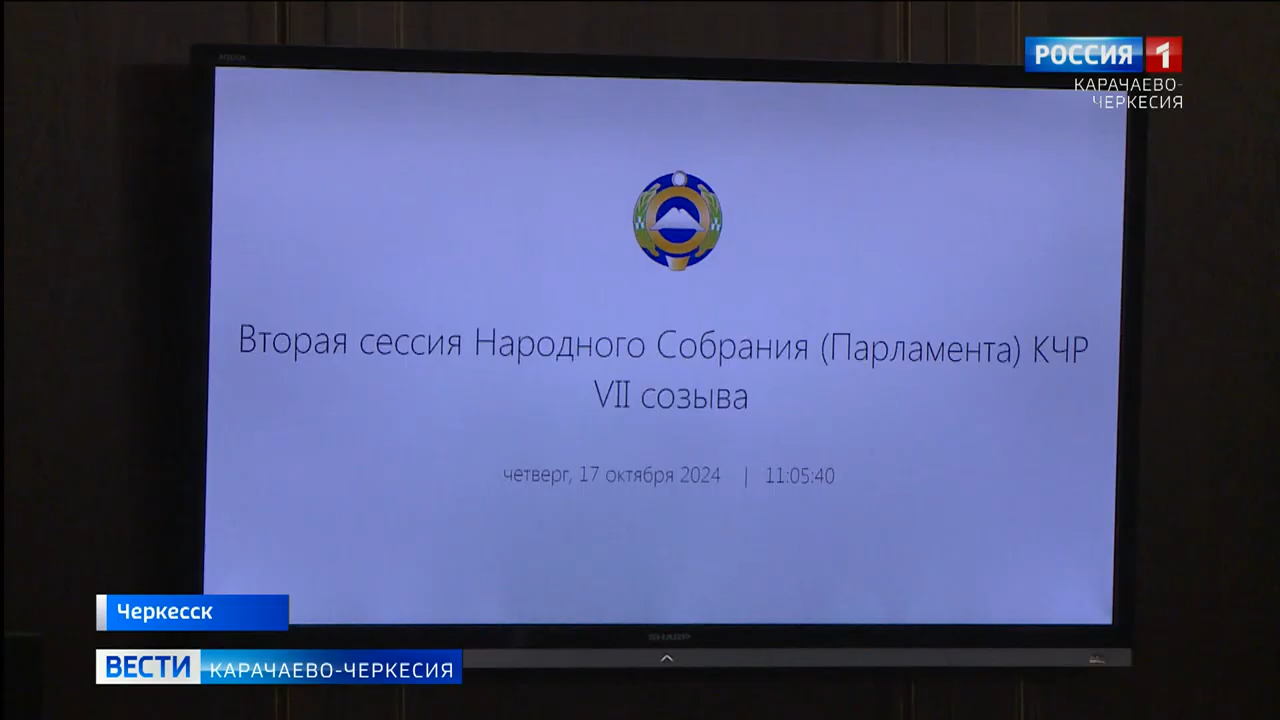 AQUOS
РОССИЯ 1
КАРАЧАЕВО-
ЧЕРКЕСИЯ
Вторая сессия Народного Собрания (Парламента) КЧР
VII созыва
четверг, 17 октября 2024 | 11:05:40
Черкесск
SHARP
ВЕСТИ КАРАЧАЕВО-ЧЕРКЕСИЯ